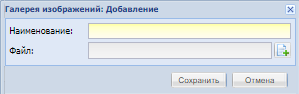 Галерея изображений: Добавление
Наименование:
Файл:
Сохранить Отмена